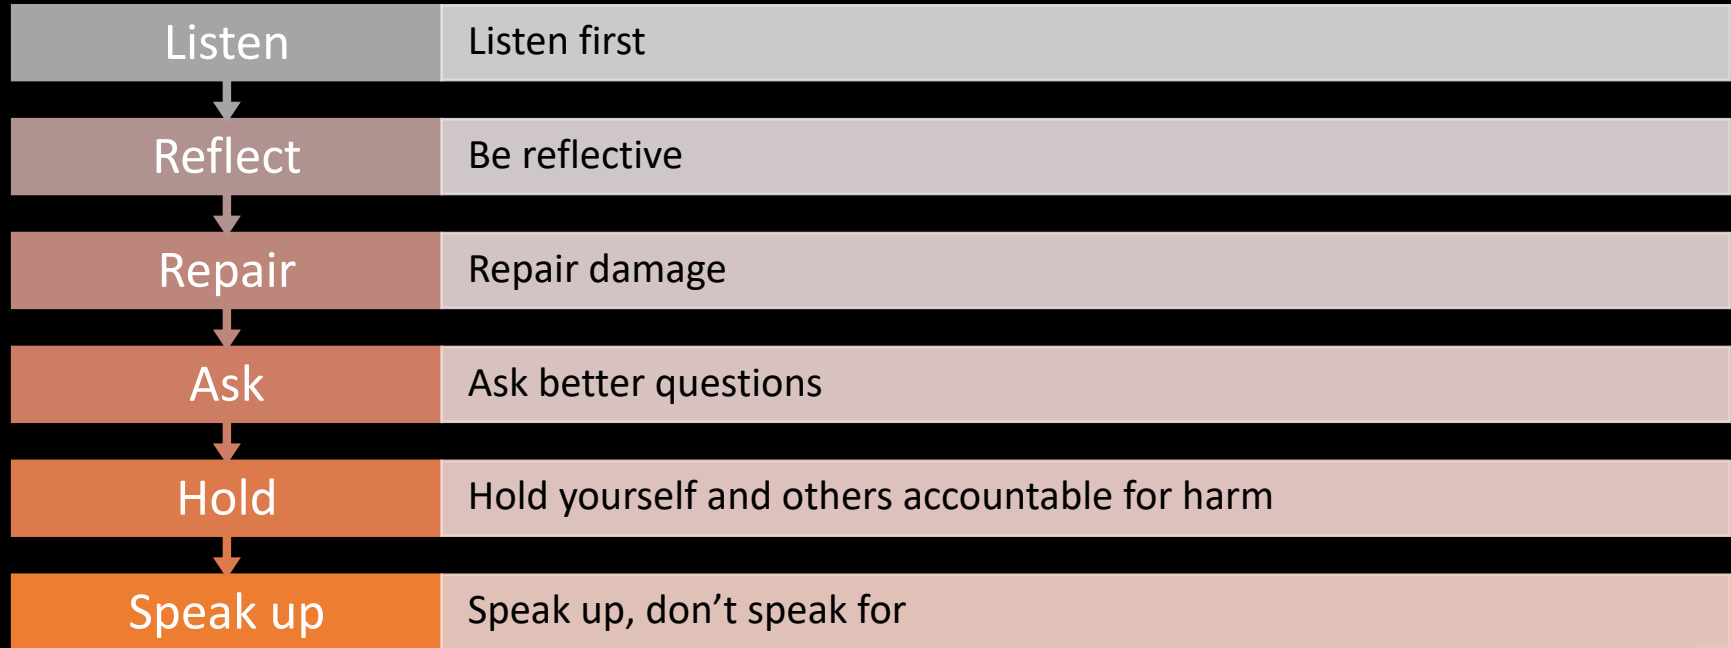 Listen
Listen first
Reflect
Be reflective
Repair
Repair damage
Ask
Ask better questions
Hold
Hold yourself and others accountable for harm
Speak up
Speak up, don’t speak for